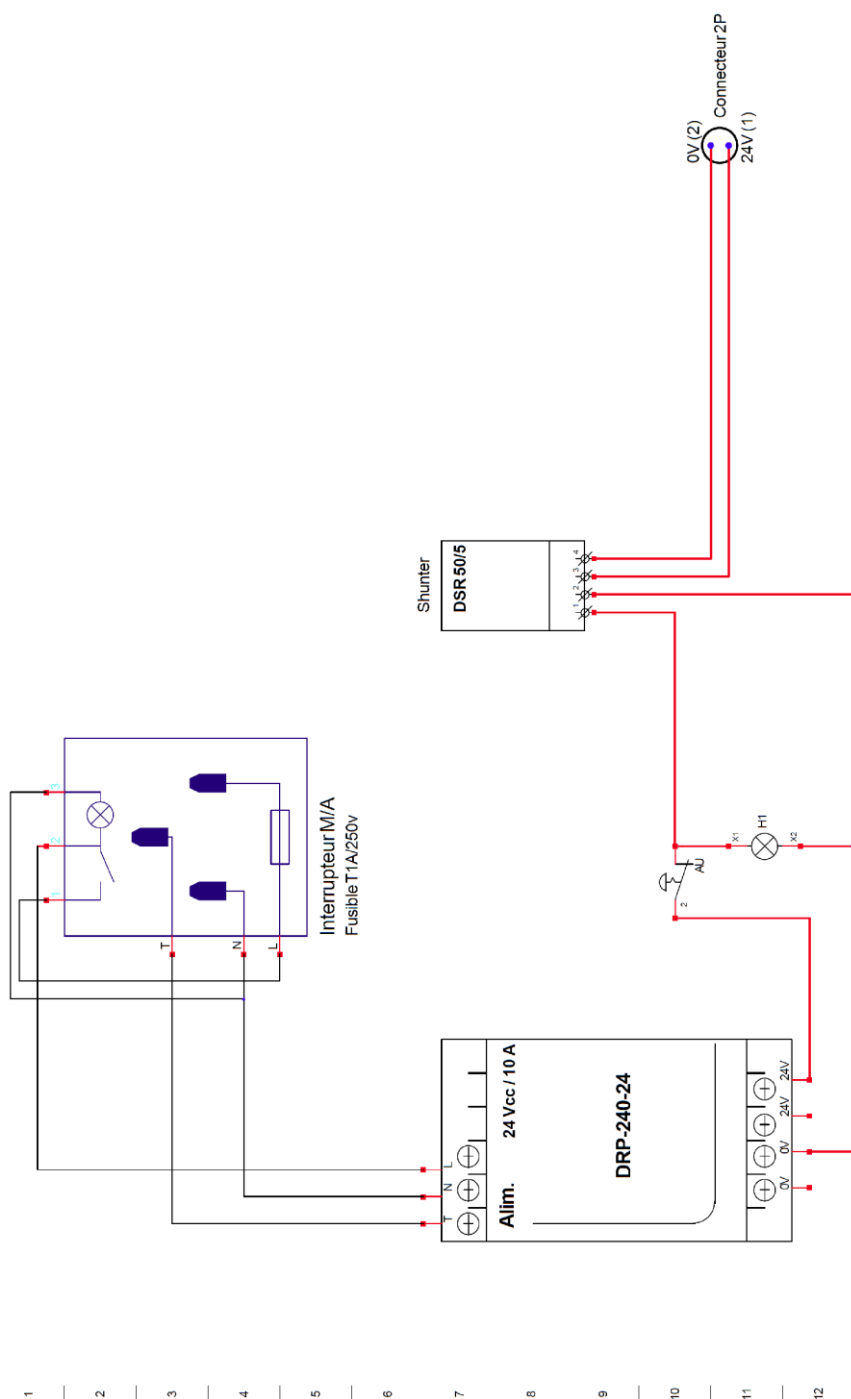 0V (2)
Connecteur 2P
24V (1)
Shunter
DSR 50/5
1
2
3
4
1
2
3
T
N
L
Interrupteur M/A
Fusible T1A/250v
2
AU
X1
H1
X2
T
N
L
Alim.
24 Vcc / 10 A
DRP-240-24
0V
0V
24V
24V
1
2
3
4
5
6
7
8
9
10
11
12